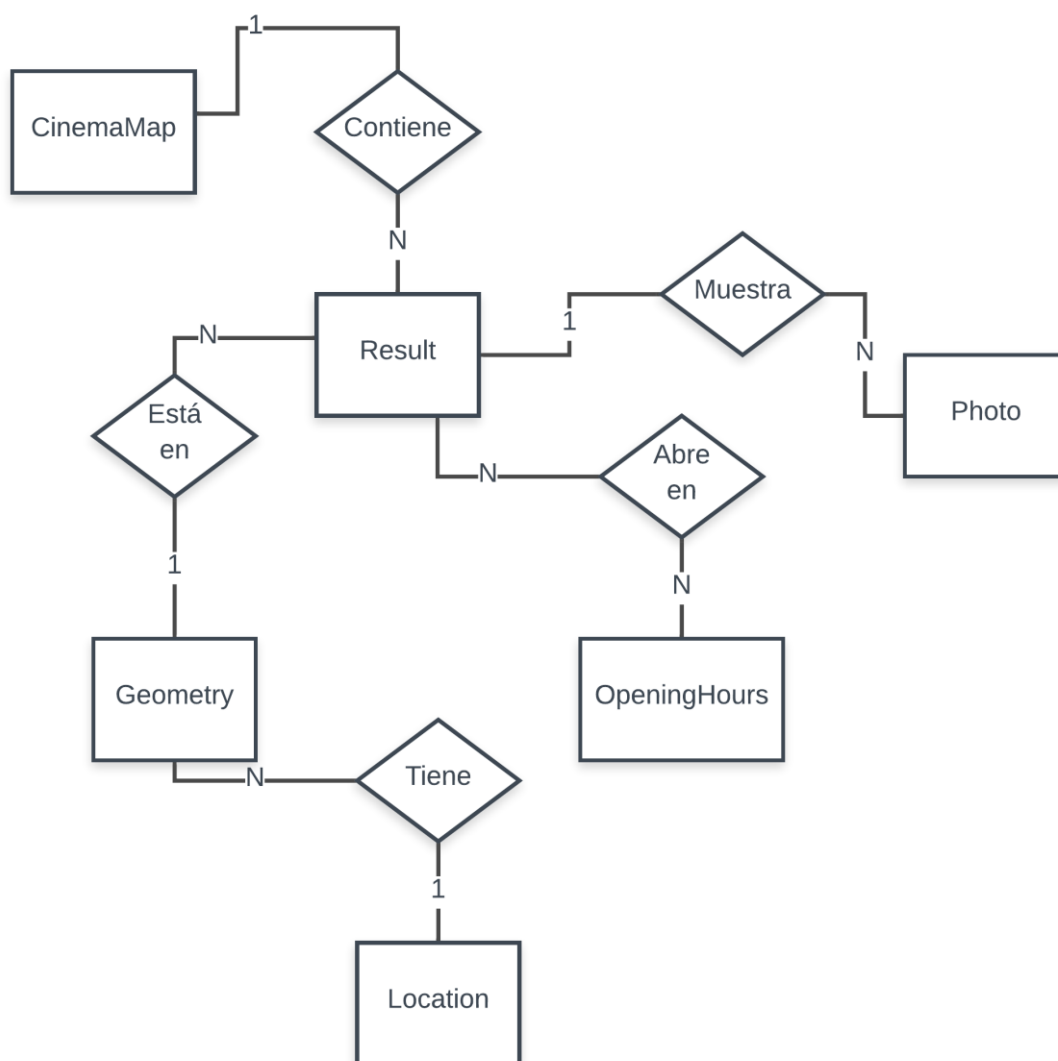 1
CinemaMap
Contiene
N
Muestra
1
N
Result
N
Photo
Está
en
Abre
en
N
1
N
Geometry
OpeningHours
N
Tiene
1
Location